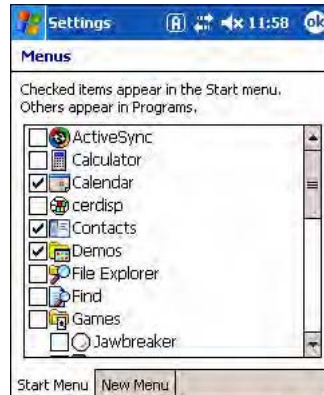 Settings A 11:58 ok
Menus
Checked items appear in the Start menu.
Others appear in Programs.
ActiveSync
Calculator
Calendar
cerdisp
Contacts
Demos
File Explorer
Find
Games
Jawbreaker
Start Menu New Menu